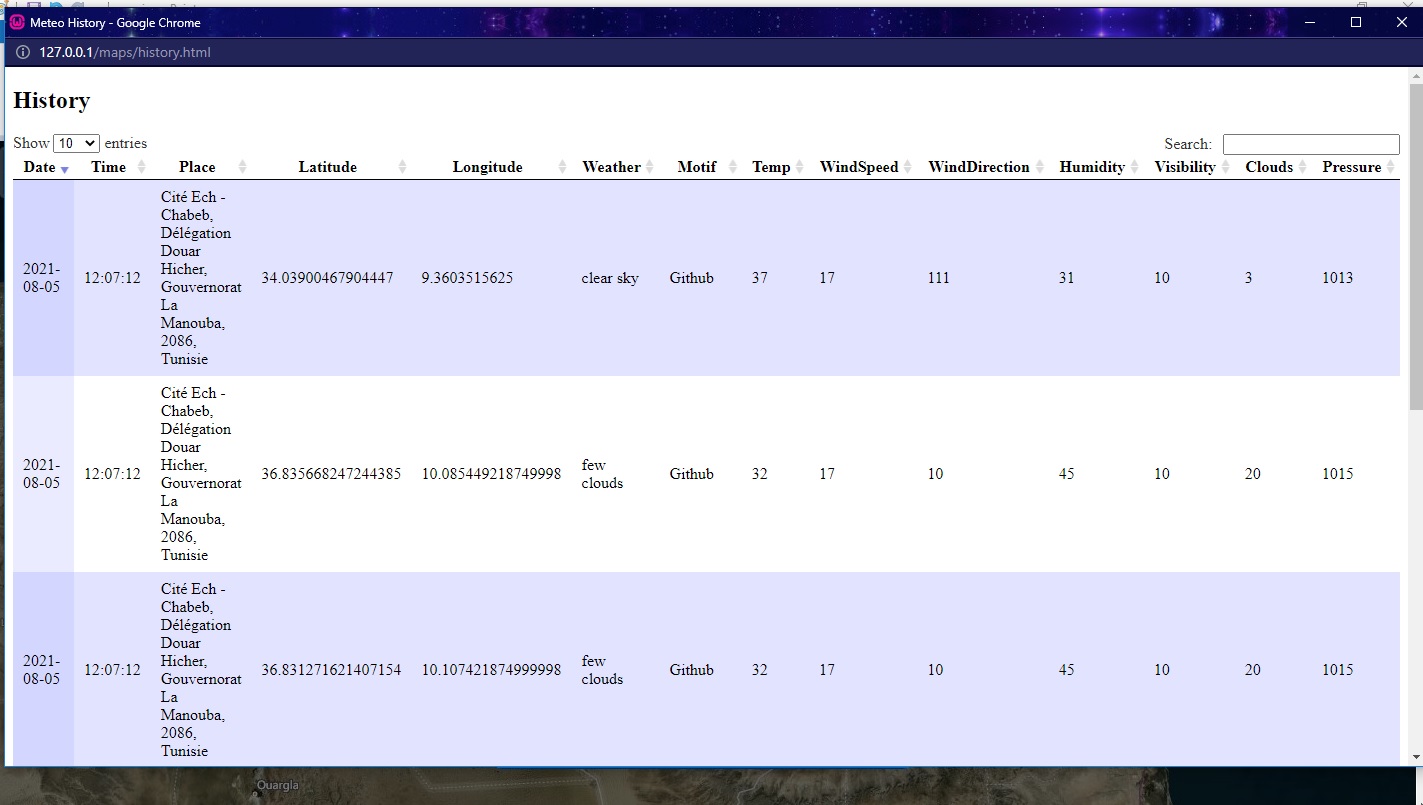 Meteo History - Google Chrome
127.0.0.1/maps/history.html
History
Show 10 entries
Search:
Date Time Place Latitude Longitude Weather Motif Temp WindSpeed WindDirection Humidity Visibility Clouds Pressure
2021-
08-05
12:07:12
Cité Ech -
Chabeb,
Délégation
Douar
Hicher,
Gouvernorat
La
Manouba,
2086,
Tunisie
34.03900467904447 9.3603515625 clear sky Github 37 17 111 31 10 3 1013
2021-
08-05
12:07:12
Cité Ech -
Chabeb,
Délégation
Douar
Hicher,
Gouvernorat
La
Manouba,
2086,
Tunisie
36.835668247244385 10.085449218749998
few
clouds
Github 32 17 10 45 10 20 1015
2021-
08-05
12:07:12
Cité Ech -
Chabeb,
Délégation
Douar
Hicher,
Gouvernorat
La
Manouba,
2086,
Tunisie
36.831271621407154 10.107421874999998
few
clouds
Github 32 17 10 45 10 20 1015
Ouargla